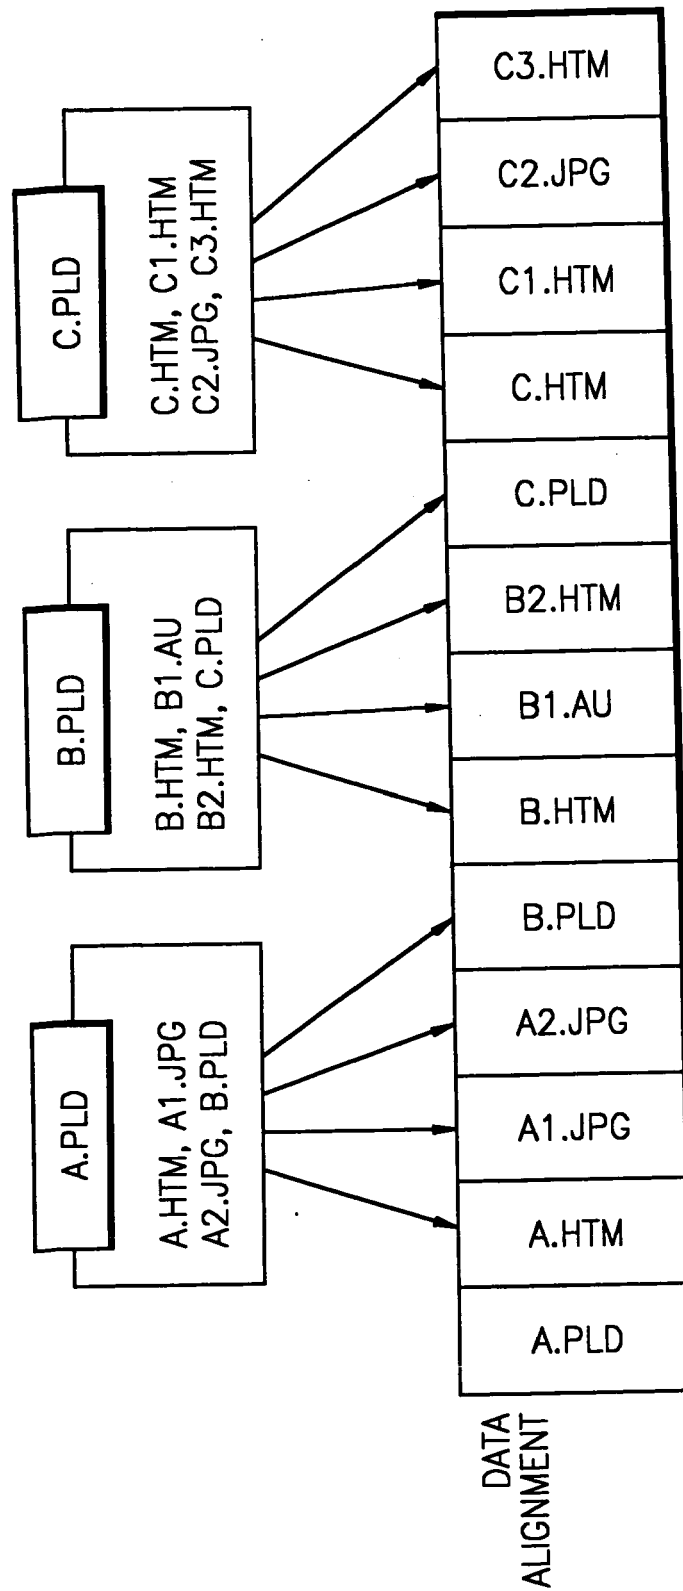 A.PLD
A.HTM, A1.JPG
A2.JPG, B.PLD
B.PLD
B.HTM, B1.AU
B2.HTM, C.PLD
C.PLD
C.HTM, C1.HTM
C2.JPG, C3.HTM
DATA
ALIGNMENT
A.PLD
A.HTM
A1.JPG
A2.JPG
B.PLD
B.HTM
B1.AU
B2.HTM
C.PLD
C.HTM
C1.HTM
C2.JPG
C3.HTM